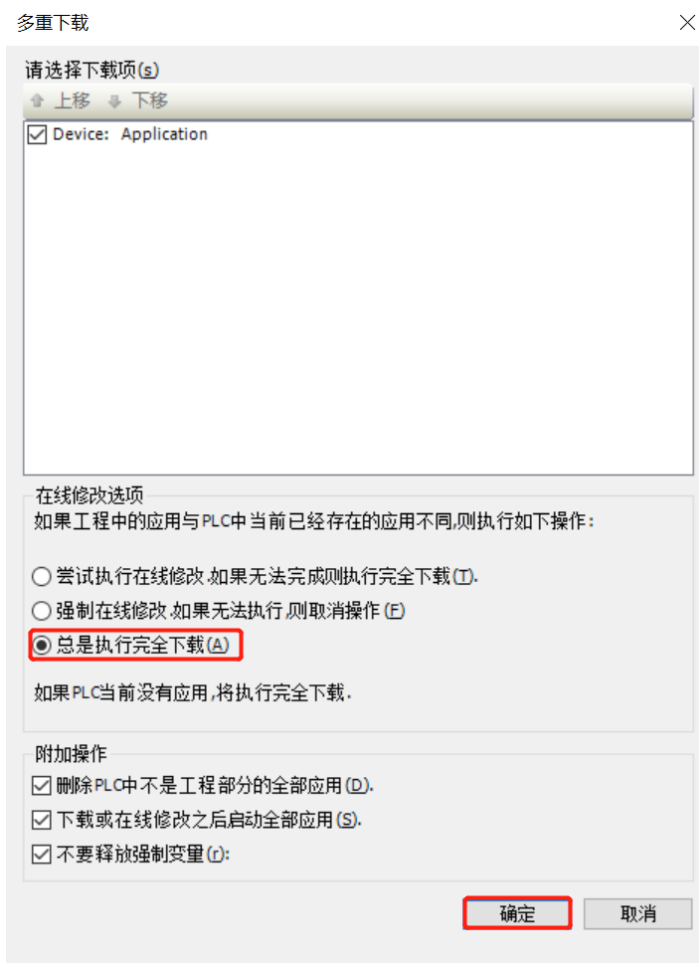 多重下载
请选择下载项(s)
上移 下移
Device: Application
在线修改选项
如果工程中的应用与PLC中当前已经存在的应用不同,则执行如下操作:
尝试执行在线修改.如果无法完成则执行完全下载(T).
强制在线修改.如果无法执行,则取消操作(F)
总是执行完全下载(A)
如果PLC当前没有应用,将执行完全下载.
附加操作
删除PLC中不是工程部分的全部应用(D).
下载或在线修改之后启动全部应用(S).
不要释放强制变量(r):
确定 取消